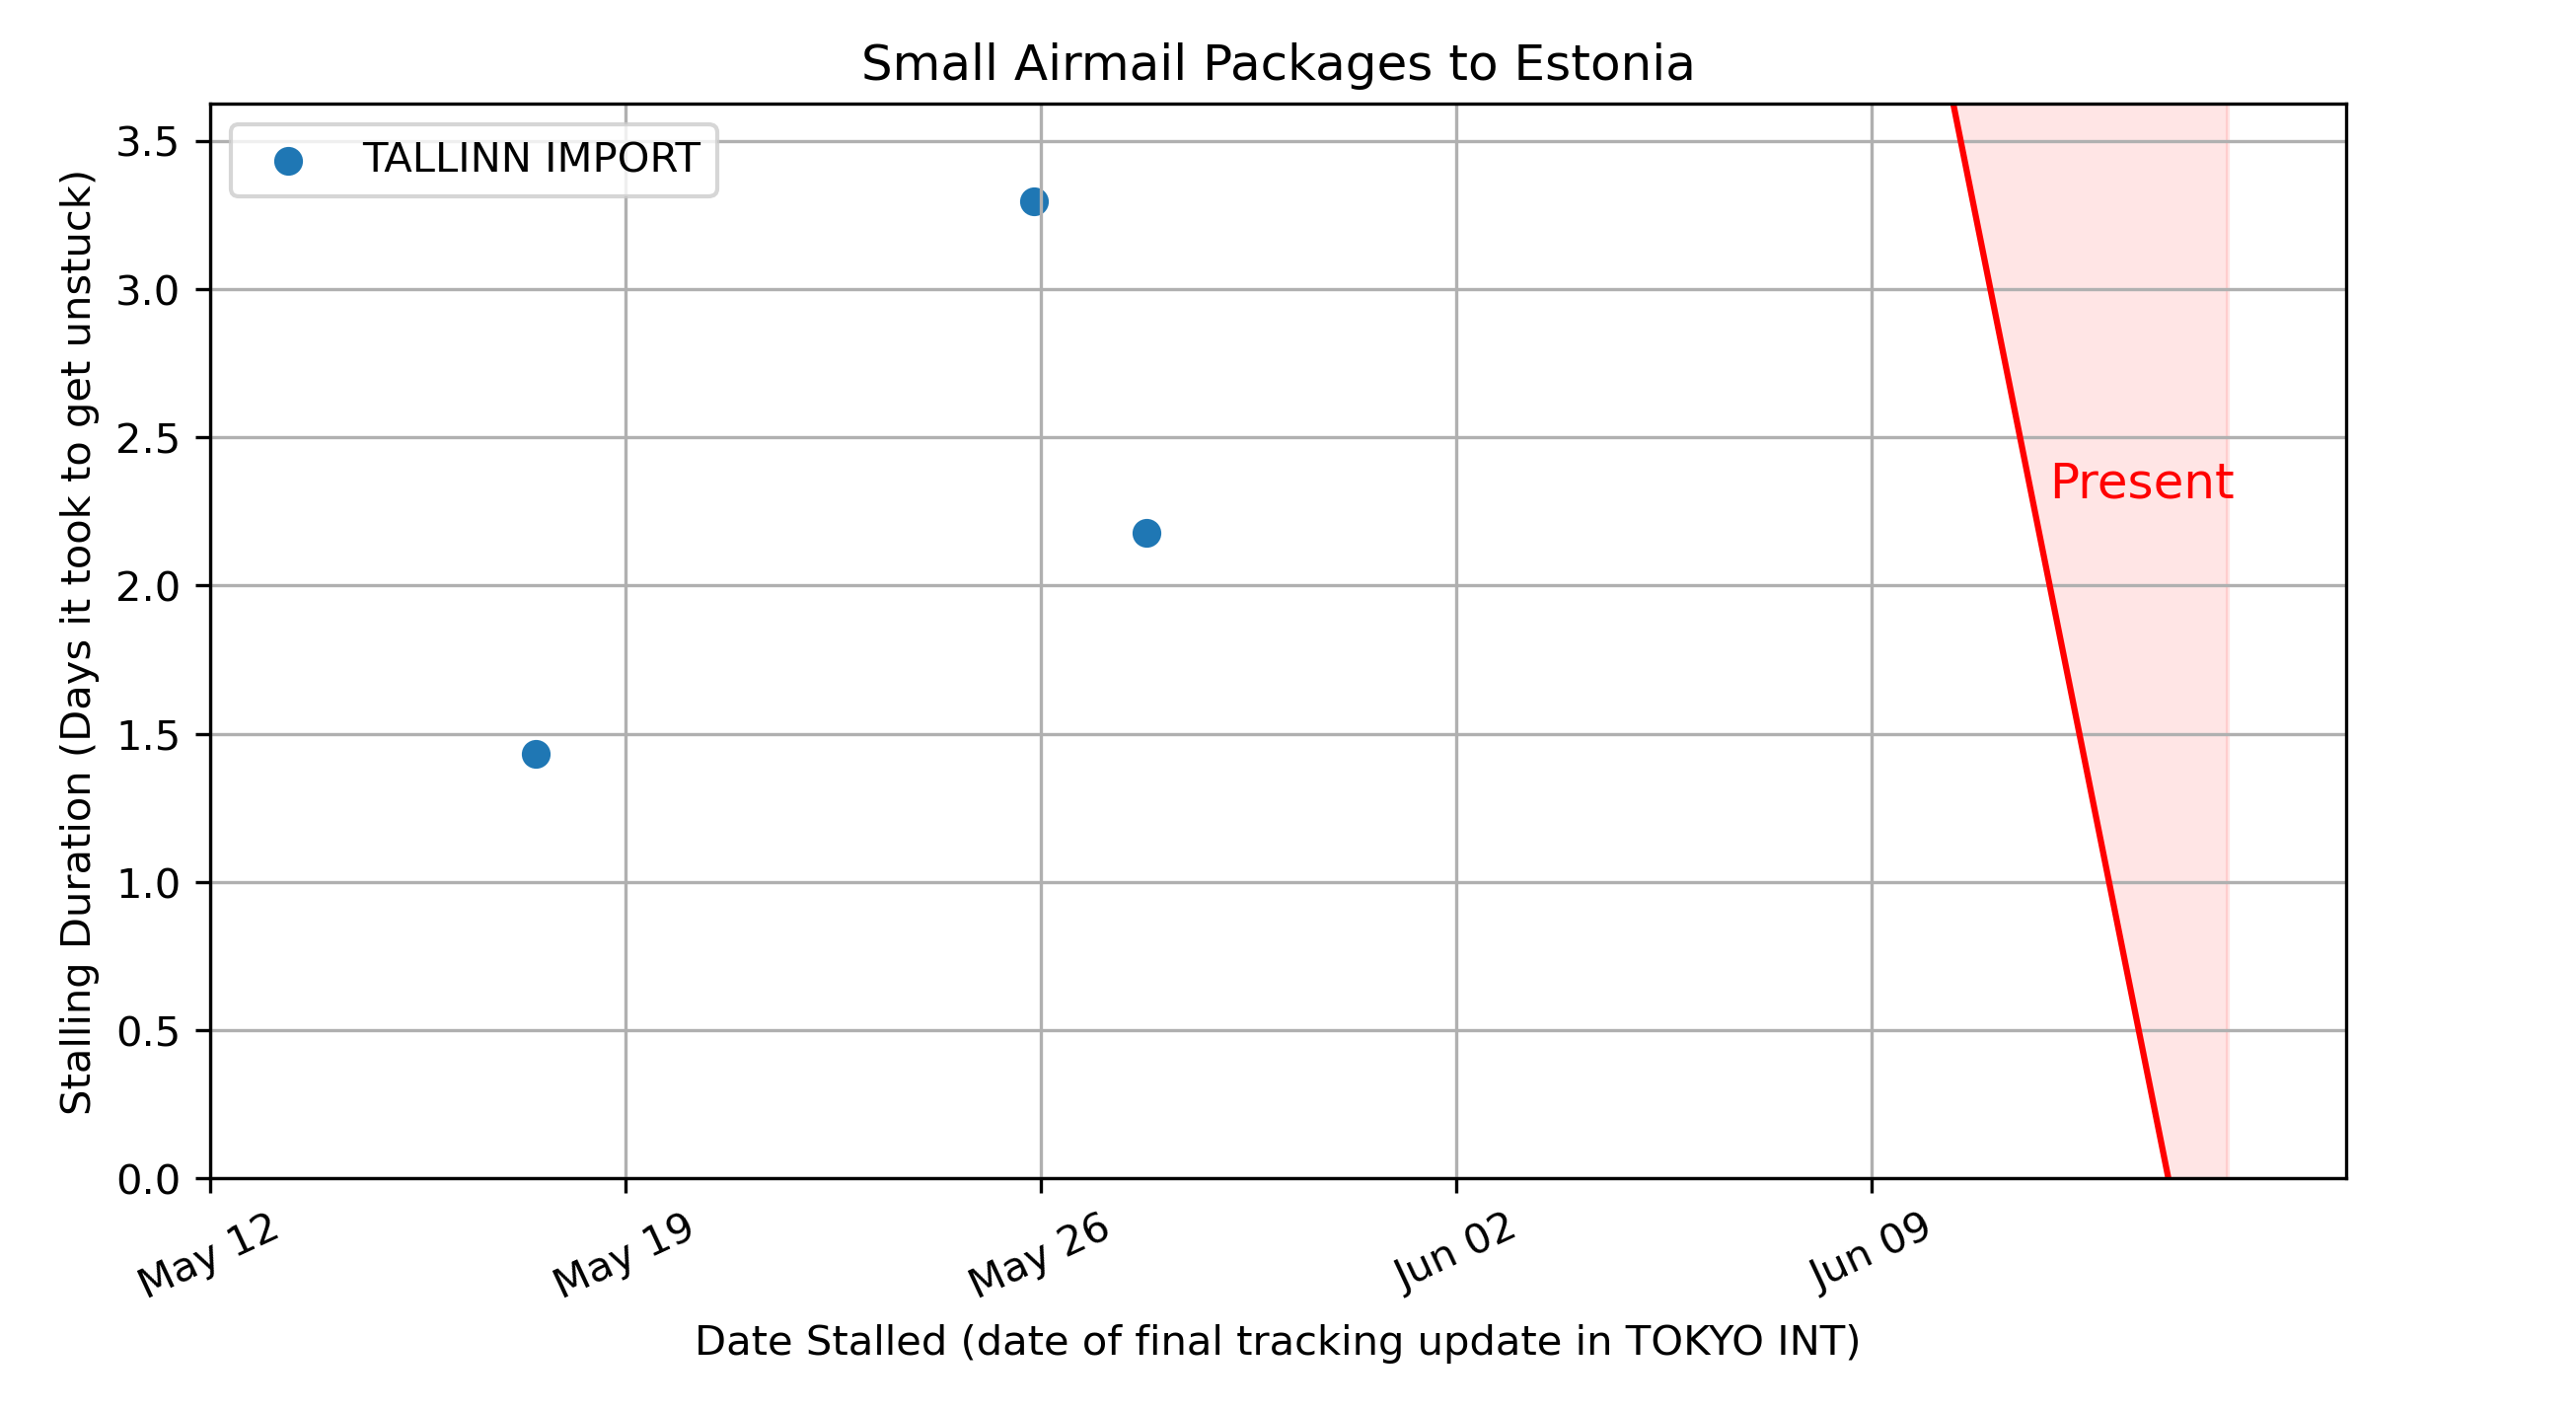 Small Airmail Packages to Estonia
TALLINN IMPORT
Present
Stalling Duration (Days it took to get unstuck)
3.5
3.0
2.5
2.0
1.5
1.0
0.5
0.0
May 12
May 19
May 26
Jun 02
Jun 09
Date Stalled (date of final tracking update in TOKYO INT)